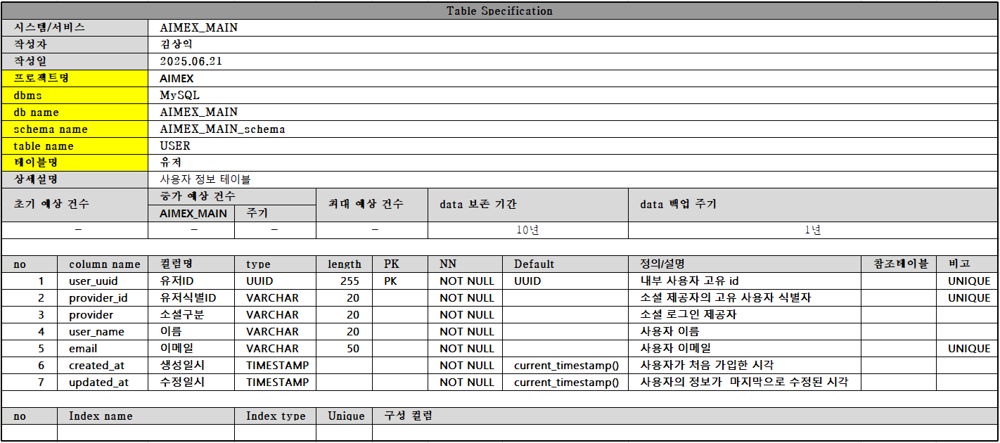 Table Specification
시스템/서비스 AIMEX_MAIN
작성자 김상익
작성일 2025.06.21
프로젝트명 AIMEX
dbms MySQL
db name AIMEX_MAIN
schema name AIMEX_MAIN_schema
table name USER
테이블명 유저
상세설명 사용자 정보 테이블
초기 예상 건수 증가 예상 건수 최대 예상 건수 data 보존 기간 data 백업 주기
AIMEX_MAIN 주기
- - - - 10년 1년
no column name 컬럼명 type length PK NN Default 정의/설명 참조테이블 비고
1 user_uuid 유저ID UUID 255 PK NOT NULL UUID 내부 사용자 고유 id UNIQUE
2 provider_id 유저식별ID VARCHAR 20 NOT NULL 소셜 제공자의 고유 사용자 식별자 UNIQUE
3 provider 소셜구분 VARCHAR 20 NOT NULL 소셜 로그인 제공자
4 user_name 이름 VARCHAR 20 NOT NULL 사용자 이름
5 email 이메일 VARCHAR 50 NOT NULL 사용자 이메일 UNIQUE
6 created_at 생성일시 TIMESTAMP NOT NULL current_timestamp() 사용자가 처음 가입한 시각
7 updated_at 수정일시 TIMESTAMP NOT NULL current_timestamp() 사용자의 정보가 마지막으로 수정된 시각
no Index name Index type Unique 구성 컬럼